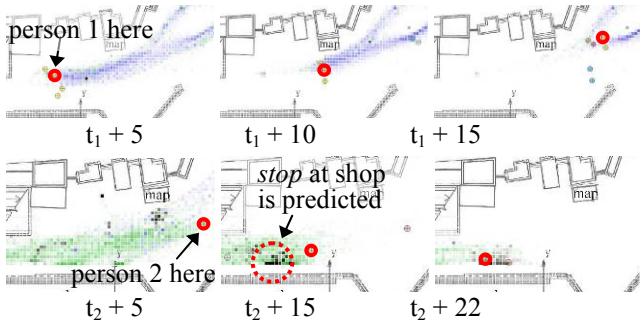 person 1 here
map
map
map
y
y
y
t₁ + 5
t₁ + 10
t₁ + 15
stop at shop
is predicted
map
map
map
person 2 here
y
y
y
t₂ + 5
t₂ + 15
t₂ + 22